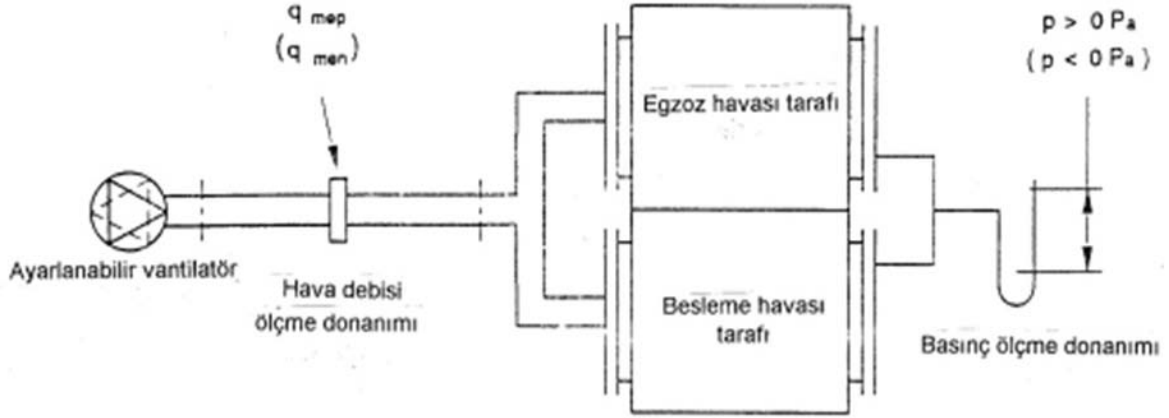 q mep
(q men)
p > 0 Pa
( p < 0 Pa )
Egzoz havası tarafı
Ayarlanabilir vantilatör
Hava debisi
ölçme donanımı
Besleme havası
tarafı
Basınç ölçme donanımı